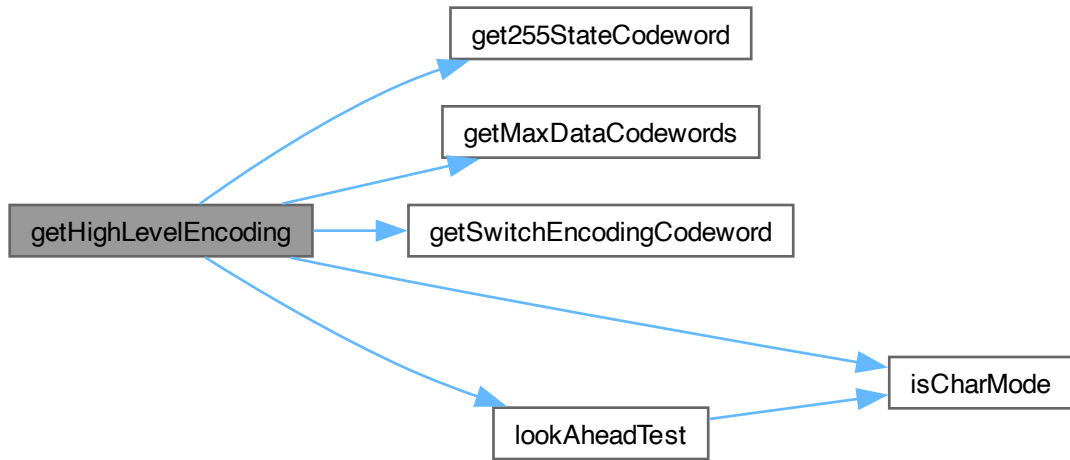 get255StateCodeword
getMaxDataCodewords
getHighLevelEncoding
getSwitchEncodingCodeword
isCharMode
lookAheadTest